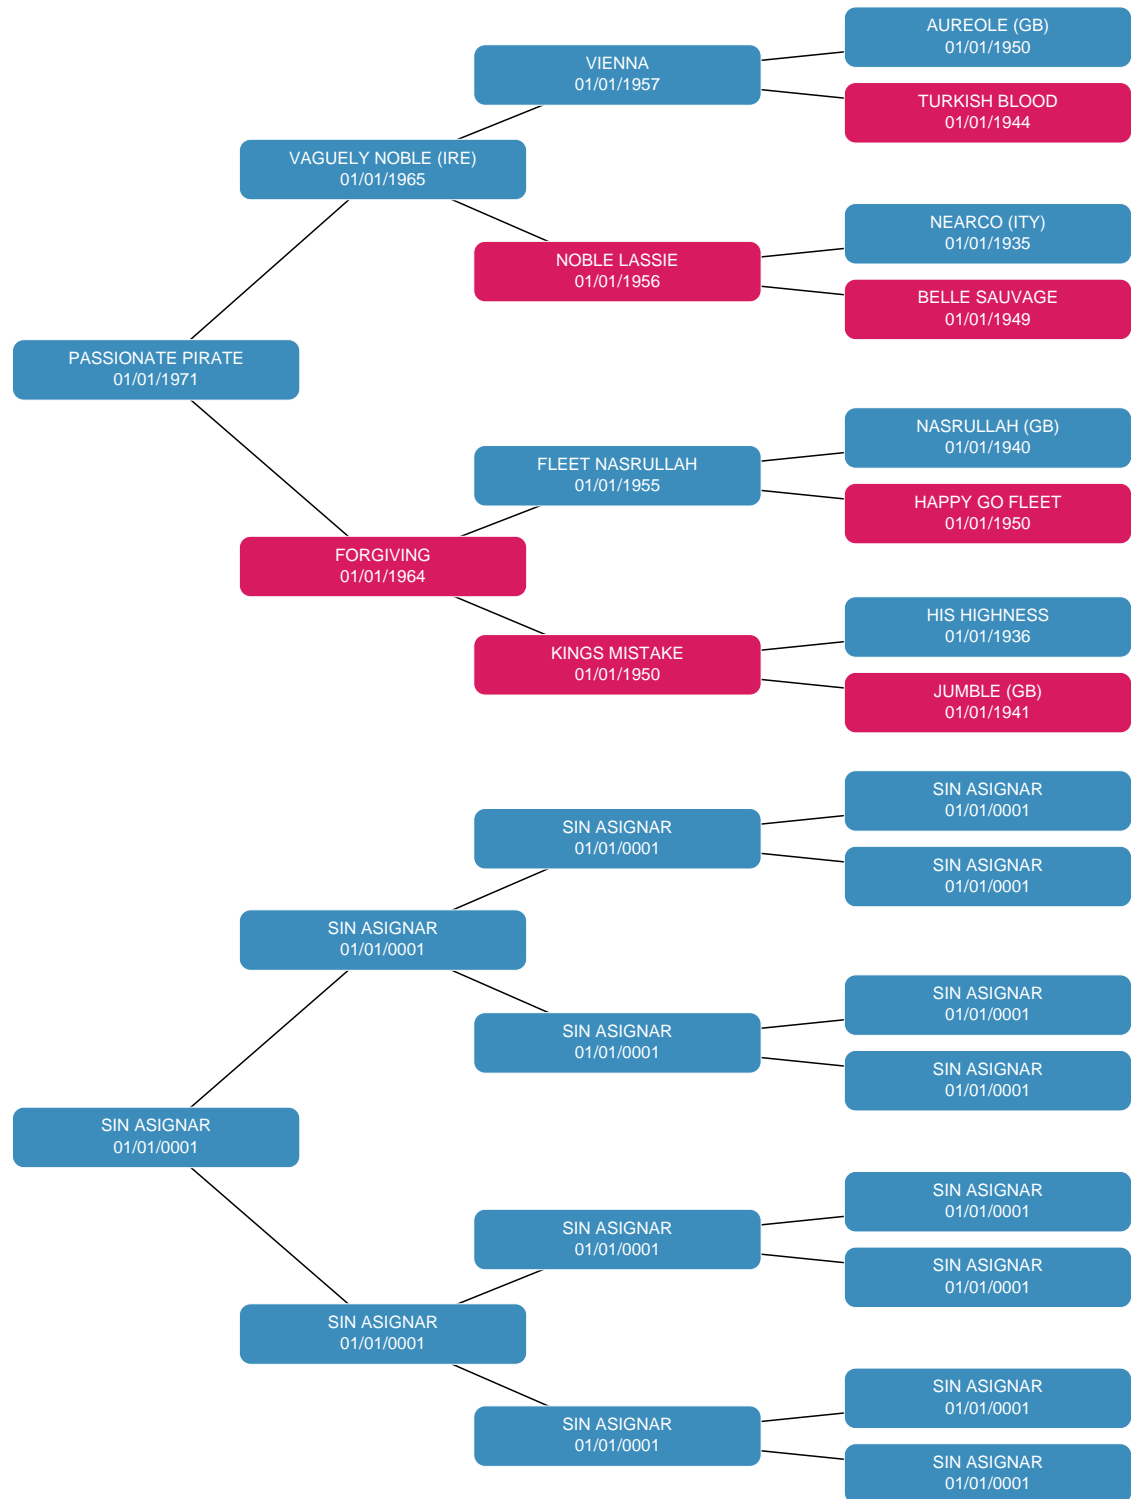 AUREOLE (GB)
01/01/1950
VIENNA
01/01/1957
TURKISH BLOOD
01/01/1944
VAGUELY NOBLE (IRE)
01/01/1965
NEARCO (ITY)
01/01/1935
NOBLE LASSIE
01/01/1956
BELLE SAUVAGE
01/01/1949
PASSIONATE PIRATE
01/01/1971
NASRULLAH (GB)
01/01/1940
FLEET NASRULLAH
01/01/1955
HAPPY GO FLEET
01/01/1950
FORGIVING
01/01/1964
HIS HIGHNESS
01/01/1936
KINGS MISTAKE
01/01/1950
JUMBLE (GB)
01/01/1941
SIN ASIGNAR
01/01/0001
SIN ASIGNAR
01/01/0001
SIN ASIGNAR
01/01/0001
SIN ASIGNAR
01/01/0001
SIN ASIGNAR
01/01/0001
SIN ASIGNAR
01/01/0001
SIN ASIGNAR
01/01/0001
SIN ASIGNAR
01/01/0001
SIN ASIGNAR
01/01/0001
SIN ASIGNAR
01/01/0001
SIN ASIGNAR
01/01/0001
SIN ASIGNAR
01/01/0001
SIN ASIGNAR
01/01/0001
SIN ASIGNAR
01/01/0001
SIN ASIGNAR
01/01/0001